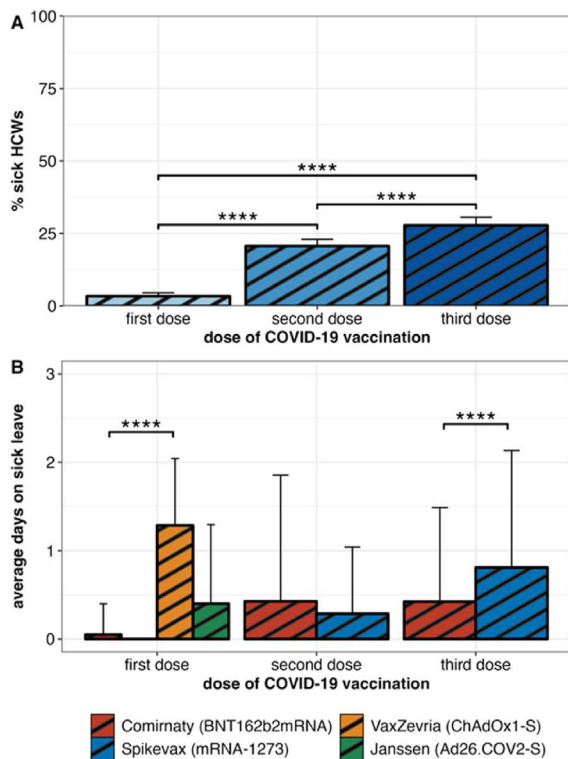 A
100
75
50
25
0
% sick HCWs
****
****
****
first dose
second dose
third dose
dose of COVID-19 vaccination
B
3
2
1
0
average days on sick leave
****
****
first dose
second dose
third dose
dose of COVID-19 vaccination
Comirnaty (BNT162b2mRNA)
VaxZevria (ChAdOx1-S)
Spikevax (mRNA-1273)
Janssen (Ad26.COV2-S)